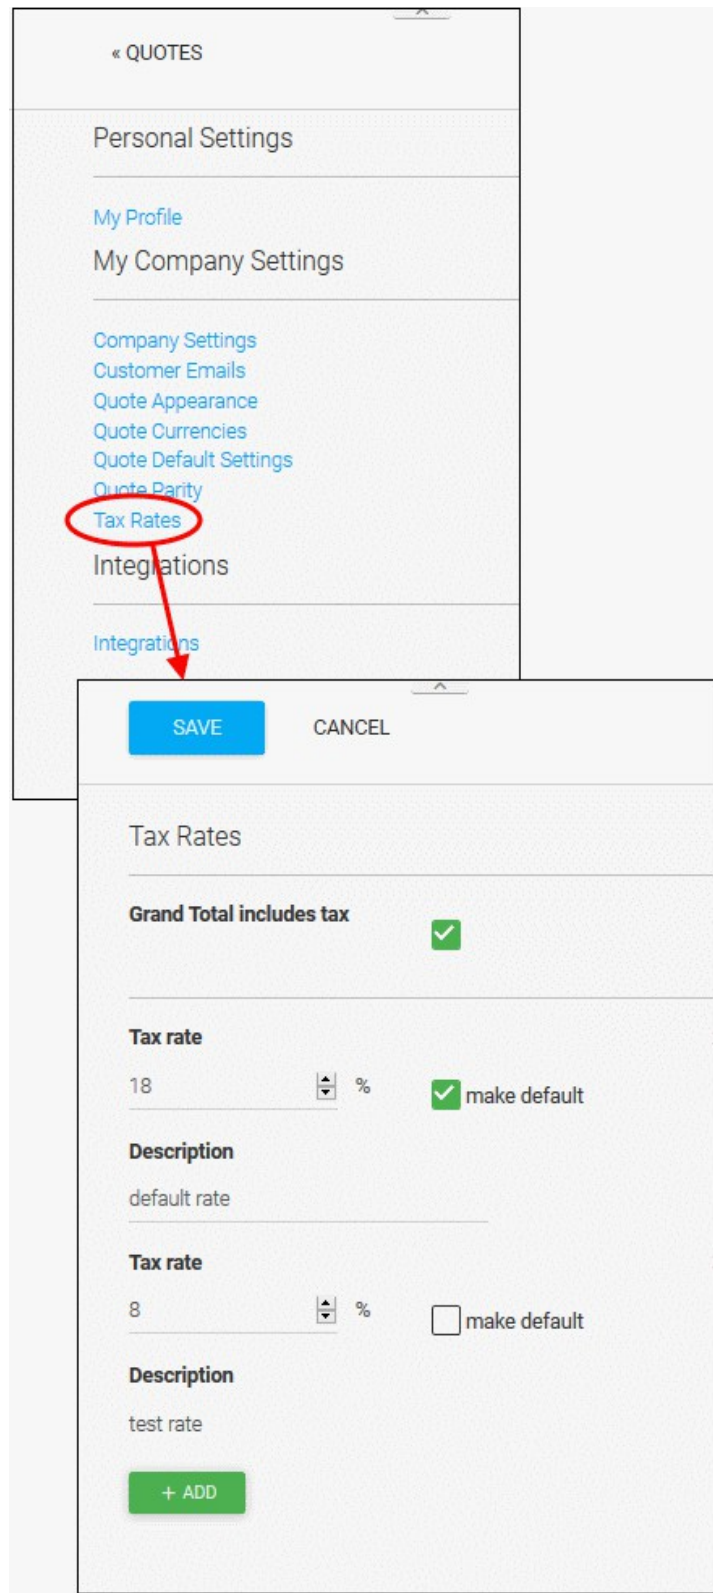 « QUOTES
Personal Settings
My Profile
My Company Settings
Company Settings
Customer Emails
Quote Appearance
Quote Currencies
Quote Default Settings
Quote Parity
Tax Rates
Integrations
Integrations
SAVE CANCEL
Tax Rates
Grand Total includes tax
Tax rate
18 % make default
Description
default rate
Tax rate
8 % make default
Description
test rate
+ ADD